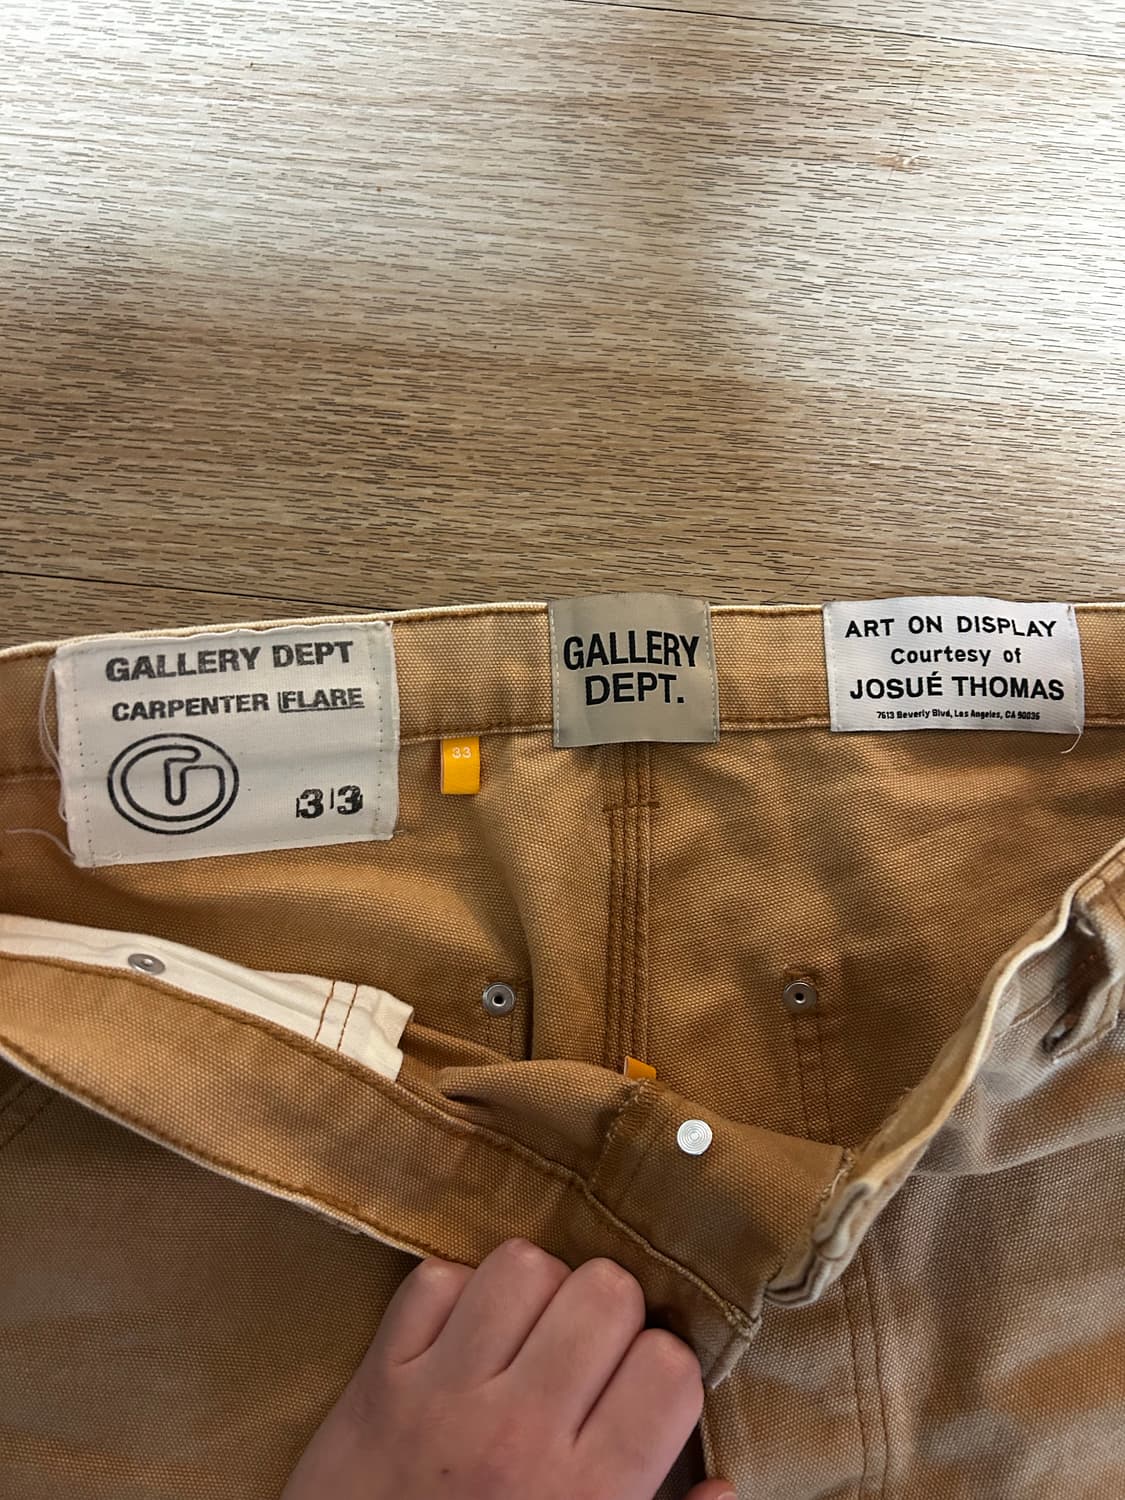 GALLERY DEPT
CARPENTER FLARE
33
33
GALLERY
DEPT.
ART ON DISPLAY
Courtesy of
JOSUÉ THOMAS
7613 Beverly Blvd, Los Angeles, CA 90036